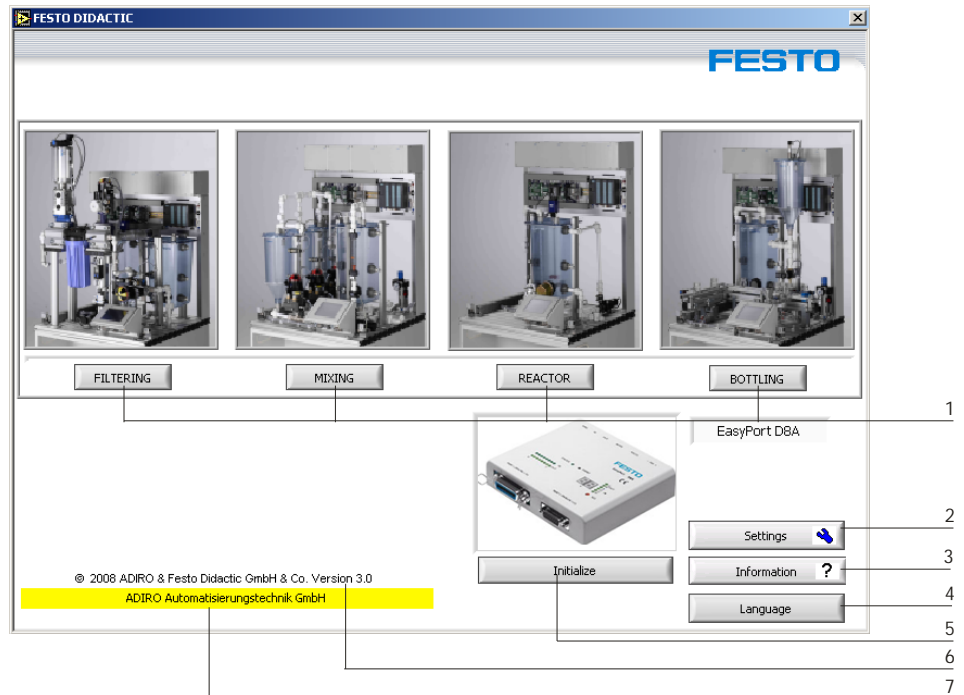 FESTO DIDACTIC
FESTO
FILTERING
MIXING
REACTOR
BOTTLING
1
EasyPort D8A
FESTO
2
Settings
3
Information ?
Initialize
© 2008 ADIRO & Festo Didactic GmbH & Co. Version 3.0
ADIRO Automatisierungstechnik GmbH
4
Language
5
6
7